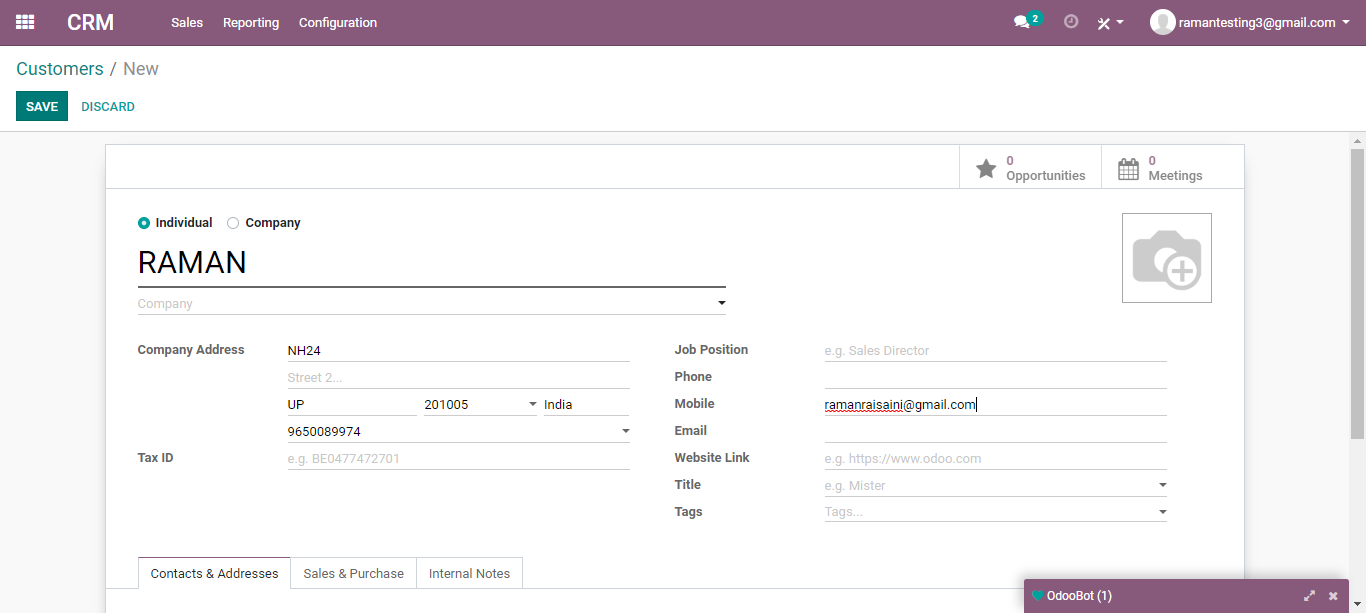 CRM Sales Reporting Configuration 2 ramantesting3@gmail.com
Customers / New
SAVE DISCARD
0 Opportunities 0 Meetings
Individual Company
RAMAN
Company
Company Address NH24 Job Position e.g. Sales Director
Street 2... Phone
UP 201005 India Mobile ramanraisaini@gmail.com
9650089974 Email
Tax ID e.g. BE0477472701 Website Link e.g. https://www.odoo.com
Title e.g. Mister
Tags Tags...
Contacts & Addresses Sales & Purchase Internal Notes
OdooBot (1)